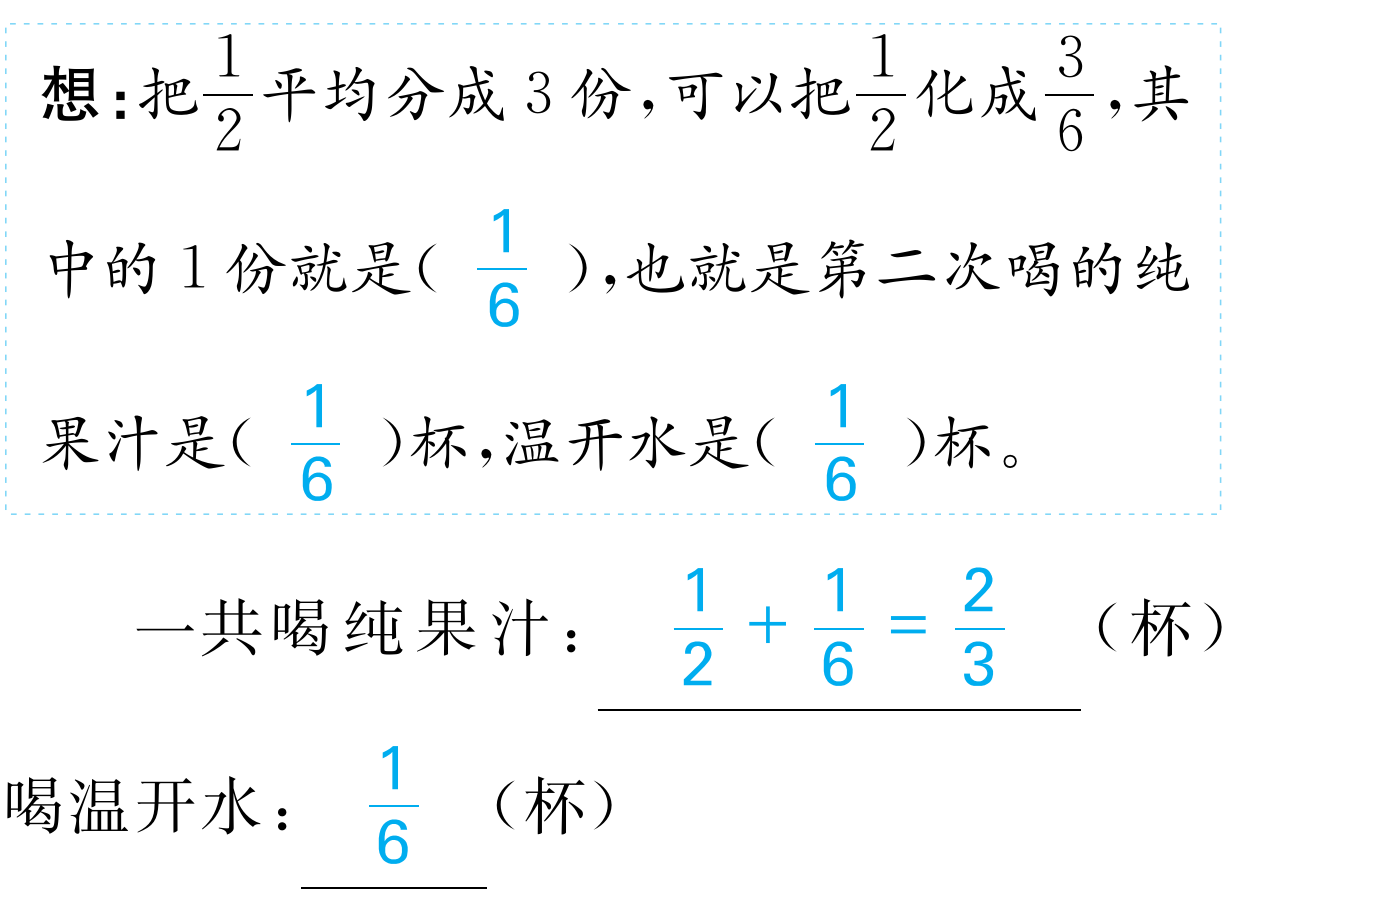 想:把1/2平均分成 3 份,可以把1/2化成3/6,其
中的 1 份就是( 1/6 ),也就是第二次喝的纯
果汁是( 1/6 )杯,温开水是( 1/6 )杯。
一共喝纯果汁: 1/2 + 1/6 = 2/3 (杯)
喝温开水: 1/6 (杯)